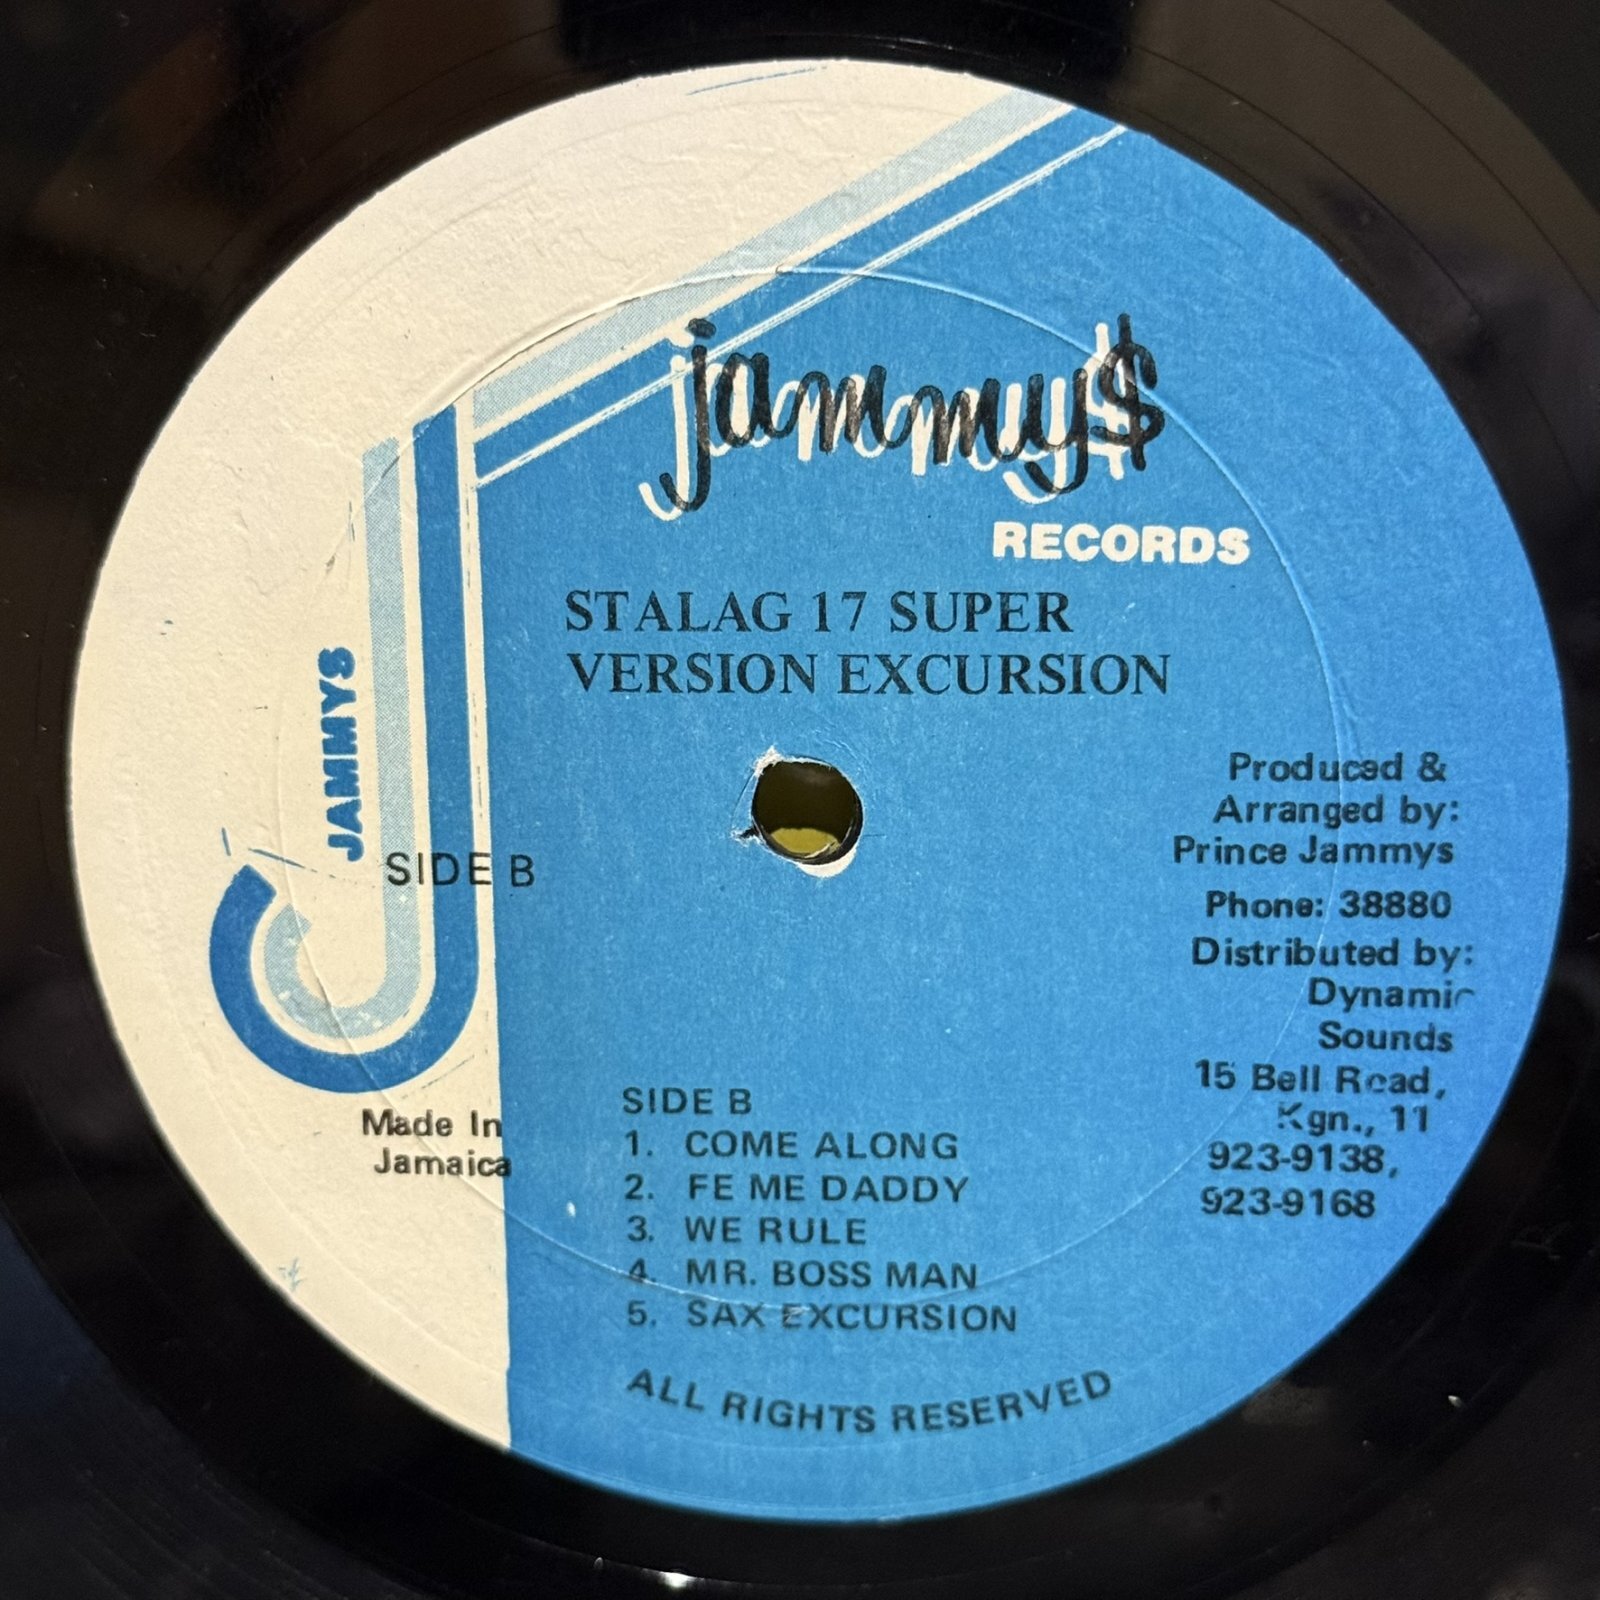 jammy$
RECORDS
STALAG 17 SUPER
VERSION EXCURSION
JAMMYS
SIDE B
Produced &
Arranged by:
Prince Jammys
Phone: 38880
Distributed by:
Dynamic
Sounds
15 Bell Road,
Kgn., 11
923-9138,
923-9168
Made In
Jamaica
SIDE B
1. COME ALONG
2. FE ME DADDY
3. WE RULE
4. MR. BOSS MAN
5. SAX EXCURSION
ALL RIGHTS RESERVED